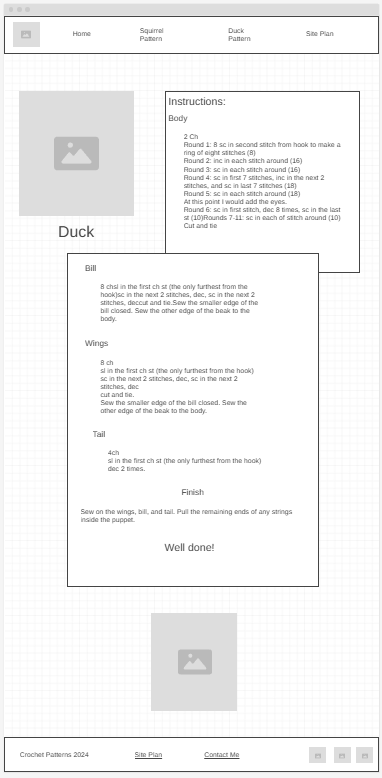 Home
Squirrel
Pattern
Duck
Pattern
Site Plan
Duck
Instructions:
Body
2 Ch
Round 1: 8 sc in second stitch from hook to make a
ring of eight stitches.(8)
Round 2: inc in each stitch around (16)
Round 3: sc in each stitch around (16)
Round 4: sc in first 7 stitches, inc in the next 2
stitches, and sc in last 7 stitches (18)
Round 5: sc in each stitch around (18)
At this point I would add the eyes.
Round 6: sc in first stitch, dec 8 times, sc in the last
st (10)Rounds 7-11: sc in each of stitch around (10)
Cut and tie
Bill
8 chsl in the first ch st (the only furthest from the
hook)sc in the next 2 stitches, dec, sc in the next 2
stitches, deccut and tie.Sew the smaller edge of the
bill closed. Sew the other edge of the beak to the
body.
Wings
8 ch
sl in the first ch st (the only furthest from the hook)
sc in the next 2 stitches, dec, sc in the next 2
stitches, dec
cut and tie.
Sew the smaller edge of the bill closed. Sew the
other edge of the beak to the body.
Tail
4ch
sl in the first ch st (the only furthest from the hook)
dec 2 times.
Finish
Sew on the wings, bill, and tail. Pull the remaining ends of any strings
inside the puppet.
Well done!
Crochet Patterns 2024
Site Plan
Contact Me